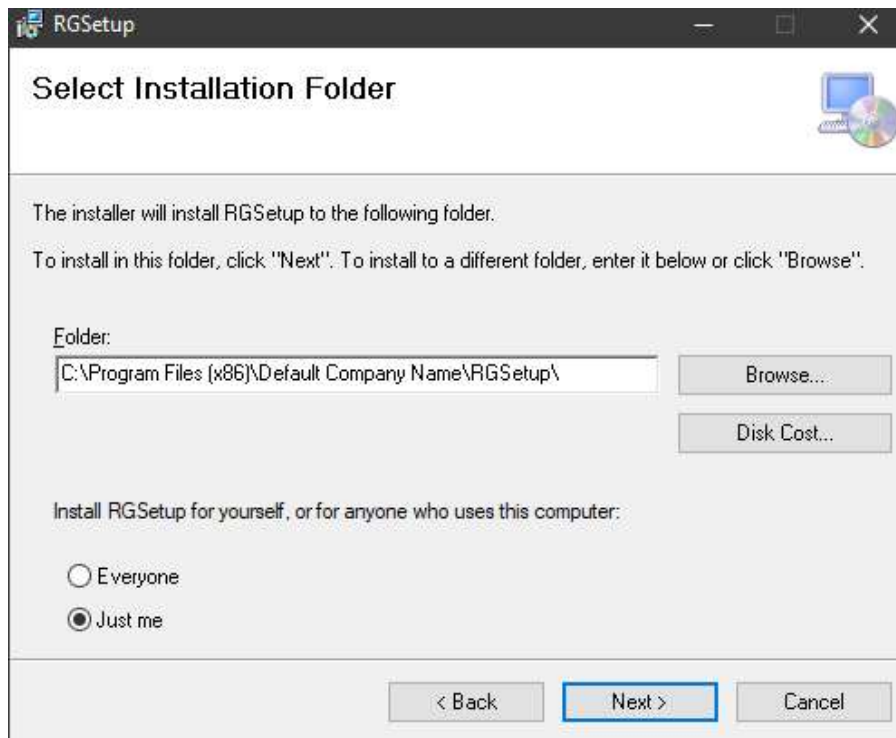 RGSetup
Select Installation Folder
The installer will install RGSetup to the following folder.
To install in this folder, click "Next". To install to a different folder, enter it below or click "Browse".
Folder:
C:\Program Files (x86)\Default Company Name\RGSetup\
Browse...
Disk Cost...
Install RGSetup for yourself, or for anyone who uses this computer:
Everyone
Just me
< Back
Next >
Cancel